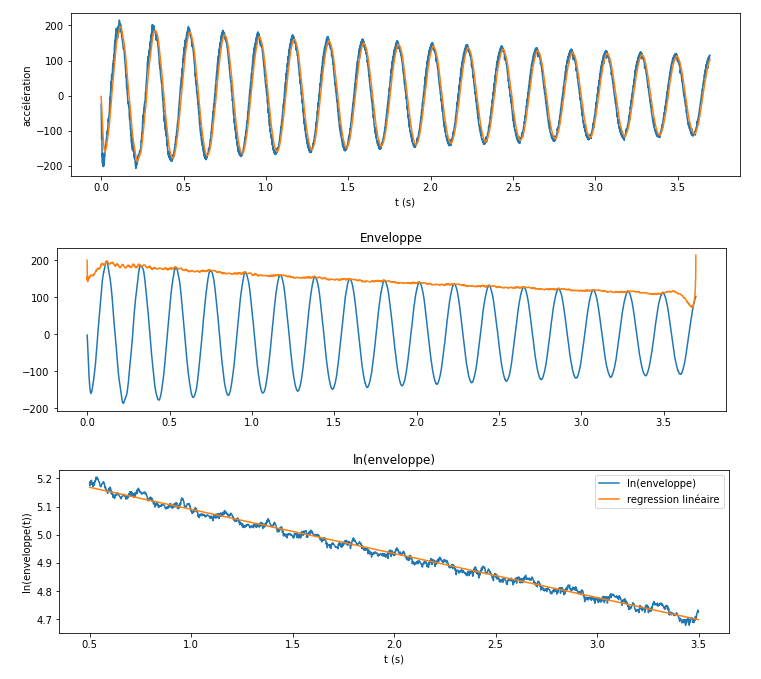 200
100
0
−100
−200
accélération
0.0 0.5 1.0 1.5 2.0 2.5 3.0 3.5
t (s)
Enveloppe
200
100
0
−100
−200
0.0 0.5 1.0 1.5 2.0 2.5 3.0 3.5
ln(enveloppe)
5.2
5.1
5.0
4.9
4.8
4.7
ln(enveloppe(t))
ln(enveloppe)
regression linéaire
0.5 1.0 1.5 2.0 2.5 3.0 3.5
t (s)